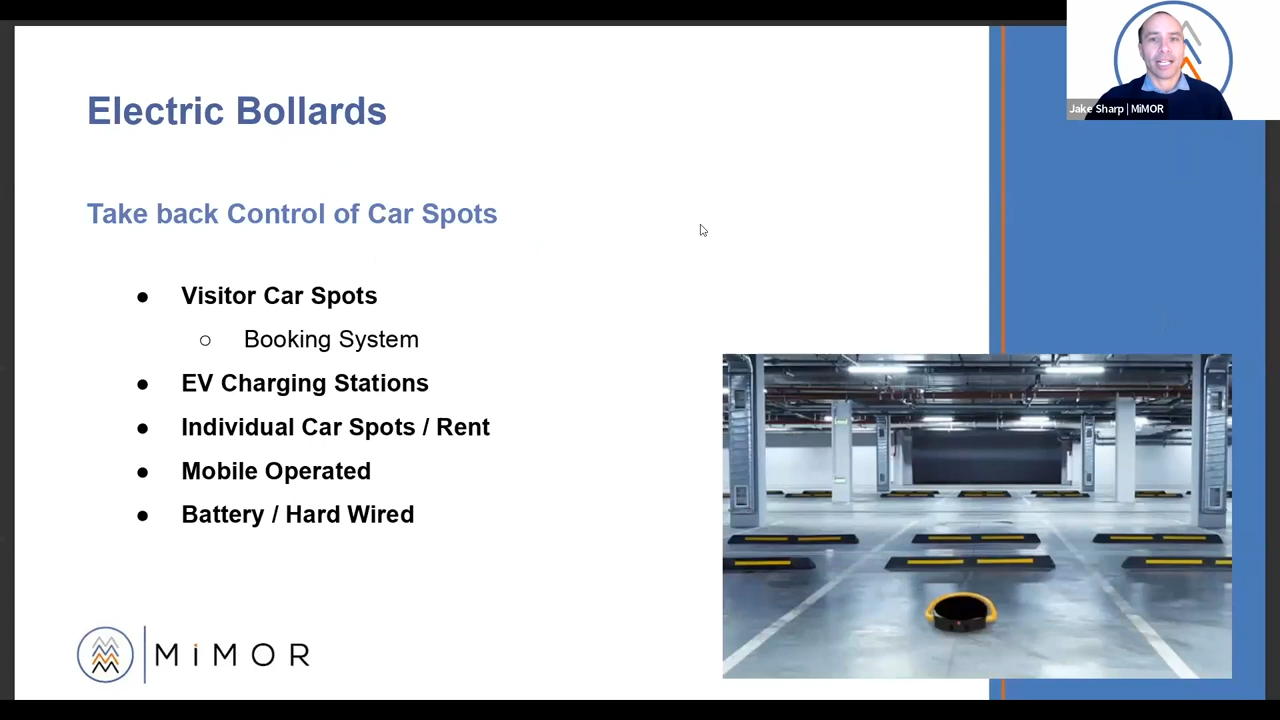 Electric Bollards
Take back Control of Car Spots
● Visitor Car Spots
○ Booking System
● EV Charging Stations
● Individual Car Spots / Rent
● Mobile Operated
● Battery / Hard Wired
MiMOR
Jake Sharp | MiMOR